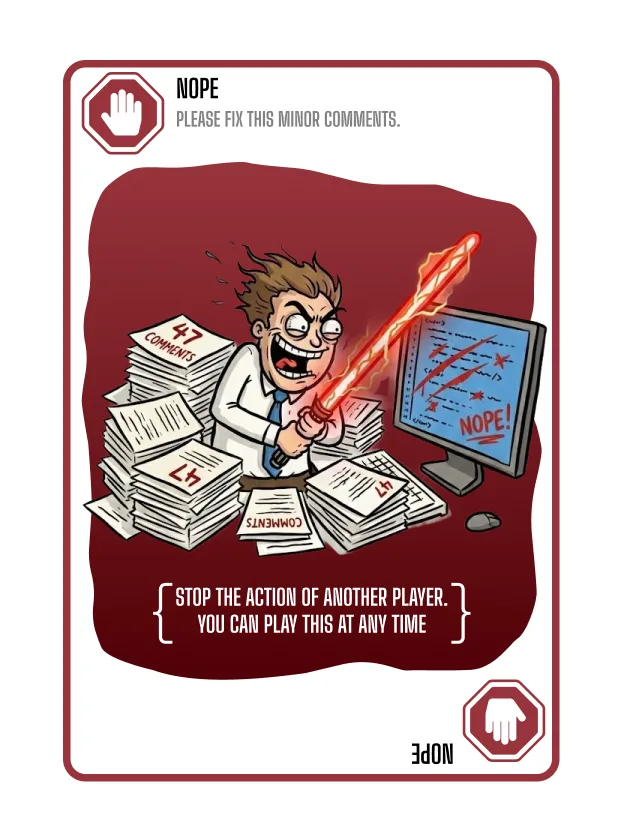 NOPE
PLEASE FIX THIS MINOR COMMENTS.
47
COMMENTS
47
COMMENTS
47
NOPE!
STOP THE ACTION OF ANOTHER PLAYER.
YOU CAN PLAY THIS AT ANY TIME
NOPE